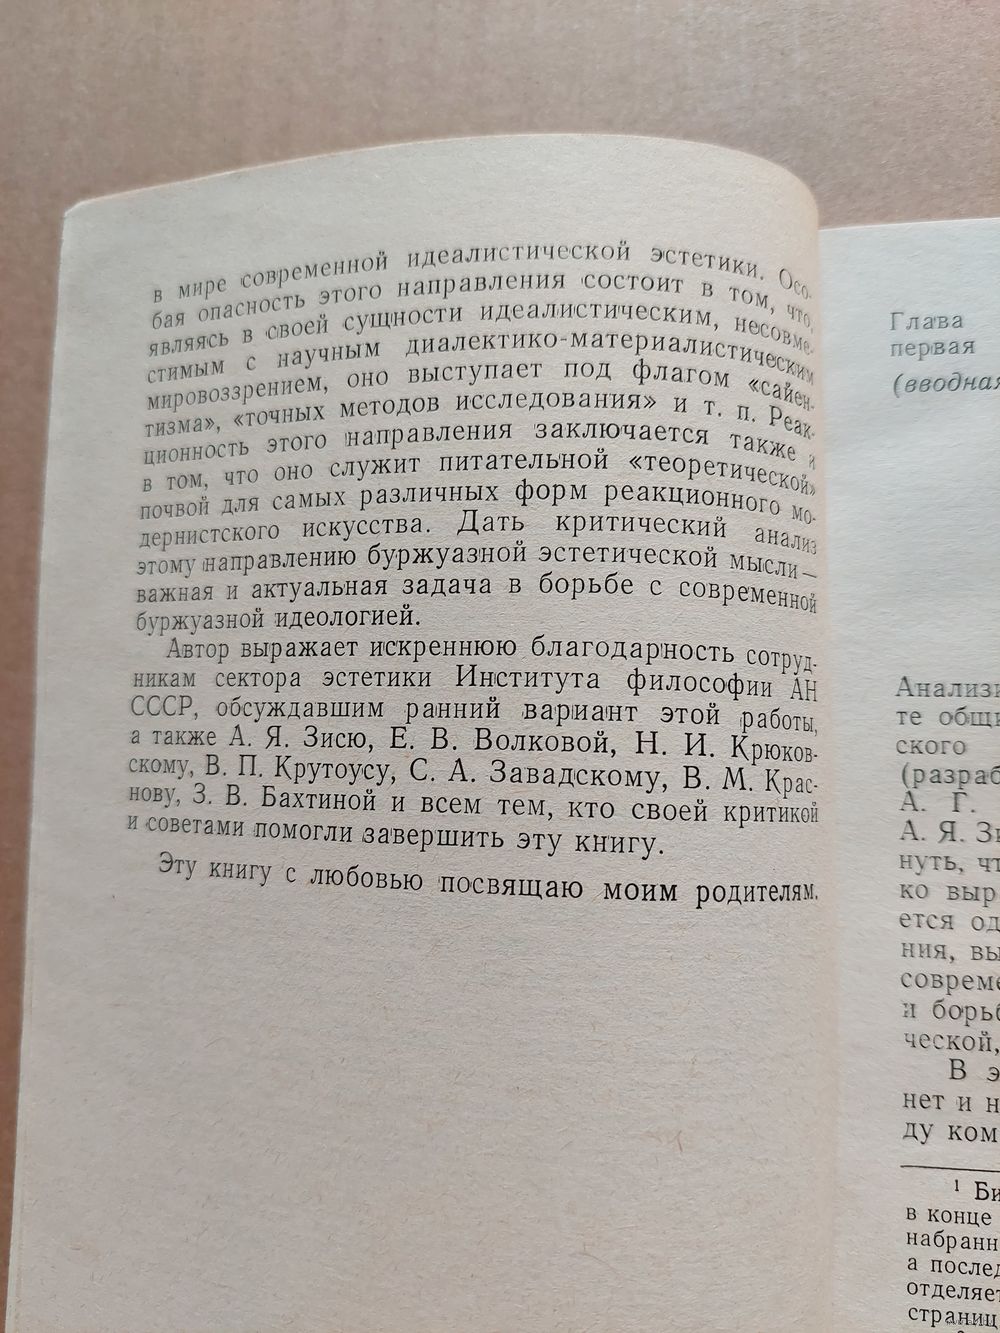 в мире современной идеалистической эстетики. Осо-
бая опасность этого направления состоит в том, что,
являясь в своей сущности идеалистическим, несовме-
стимым с научным диалектико-материалистическим
мировоззрением, оно выступает под флагом «сайен-
тизма», «точных методов исследования» и т. п. Реак-
ционность этого направления заключается также и
в том, что оно служит питательной «теоретической»
почвой для самых различных форм реакционного мо-
дернистского искусства. Дать критический анализ
этому направлению буржуазной эстетической мысли —
важная и актуальная задача в борьбе с современной
буржуазной идеологией.
Автор выражает искреннюю благодарность сотруд-
никам сектора эстетики Института философии АН
СССР, обсуждавшим ранний вариант этой работы,
а также А. Я. Зисю, Е. В. Волковой, Н. И. Крюков-
скому, В. П. Крутоусу, С. А. Завадскому, В. М. Крас-
нову, З. В. Бахтиной и всем тем, кто своей критикой
и советами помогли завершить эту книгу.
Эту книгу с любовью посвящаю моим родителям.
Глава
первая
(вводная
Анализи
те общи
ского
(разраб
А. Г.
А. Я. Зи
нуть, чт
ко выр
ется од
ния, вы
совреме
и борьб
ческой,
В э
нет и н
ду ком
1 Би
в конце
набранн
а послед
отделяет
страниц